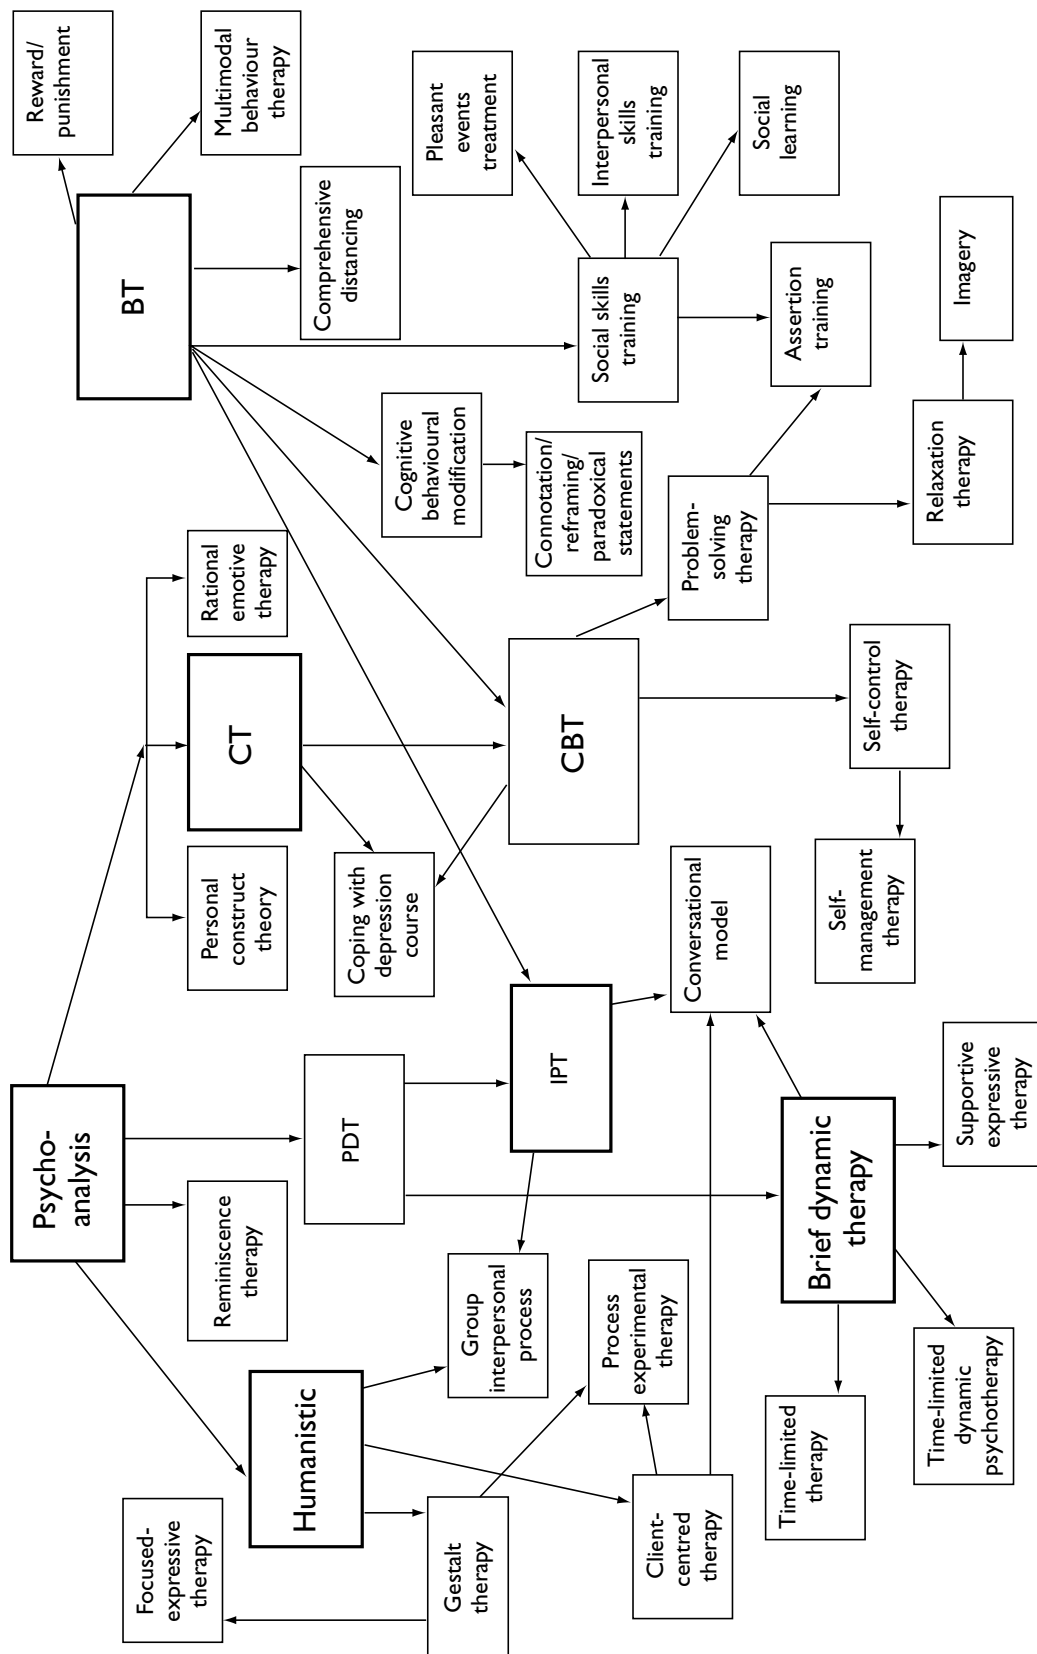 Focused-
expressive
therapy
Humanistic
Gestalt
therapy
Client-
centred
therapy
Psycho-
analysis
Reminiscence
therapy
PDT
Group
interpersonal
process
Process
experimental
therapy
Time-limited
therapy
Time-limited
dynamic
psychotherapy
Brief dynamic
therapy
Supportive
expressive
therapy
IPT
Conversational
model
Personal
construct
theory
CT
Rational
emotive
therapy
Coping with
depression
course
CBT
Self-
management
therapy
Self-control
therapy
Problem-
solving
therapy
Relaxation
therapy
Imagery
Assertion
training
Reward/
punishment
BT
Multimodal
behaviour
therapy
Comprehensive
distancing
Cognitive
behavioural
modification
Connotation/
reframing/
paradoxical
statements
Social skills
training
Pleasant
events
treatment
Interpersonal
skills
training
Social
learning